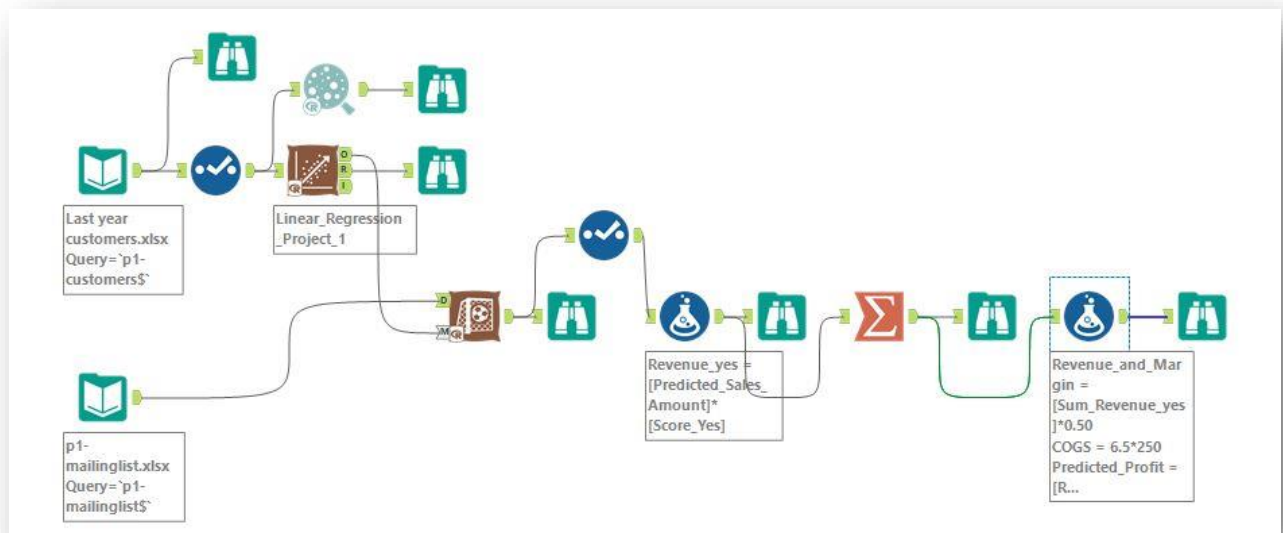 Last year
customers.xlsx
Query=`p1-
customers$`
O
R
I
Linear_Regression
_Project_1
D
M
R
R
R
p1-
mailinglist.xlsx
Query=`p1-
mailinglist$`
Revenue_yes =
[Predicted_Sales_
Amount]*
[Score_Yes]
Revenue_and_Mar
gin =
[Sum_Revenue_yes
]*0.50
COGS = 6.5*250
Predicted_Profit =
[R...